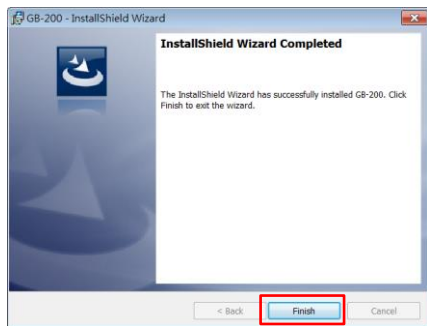 GB-200 - InstallShield Wizard
InstallShield Wizard Completed
The InstallShield Wizard has successfully installed GB-200. Click
Finish to exit the wizard.
< Back
Finish
Cancel